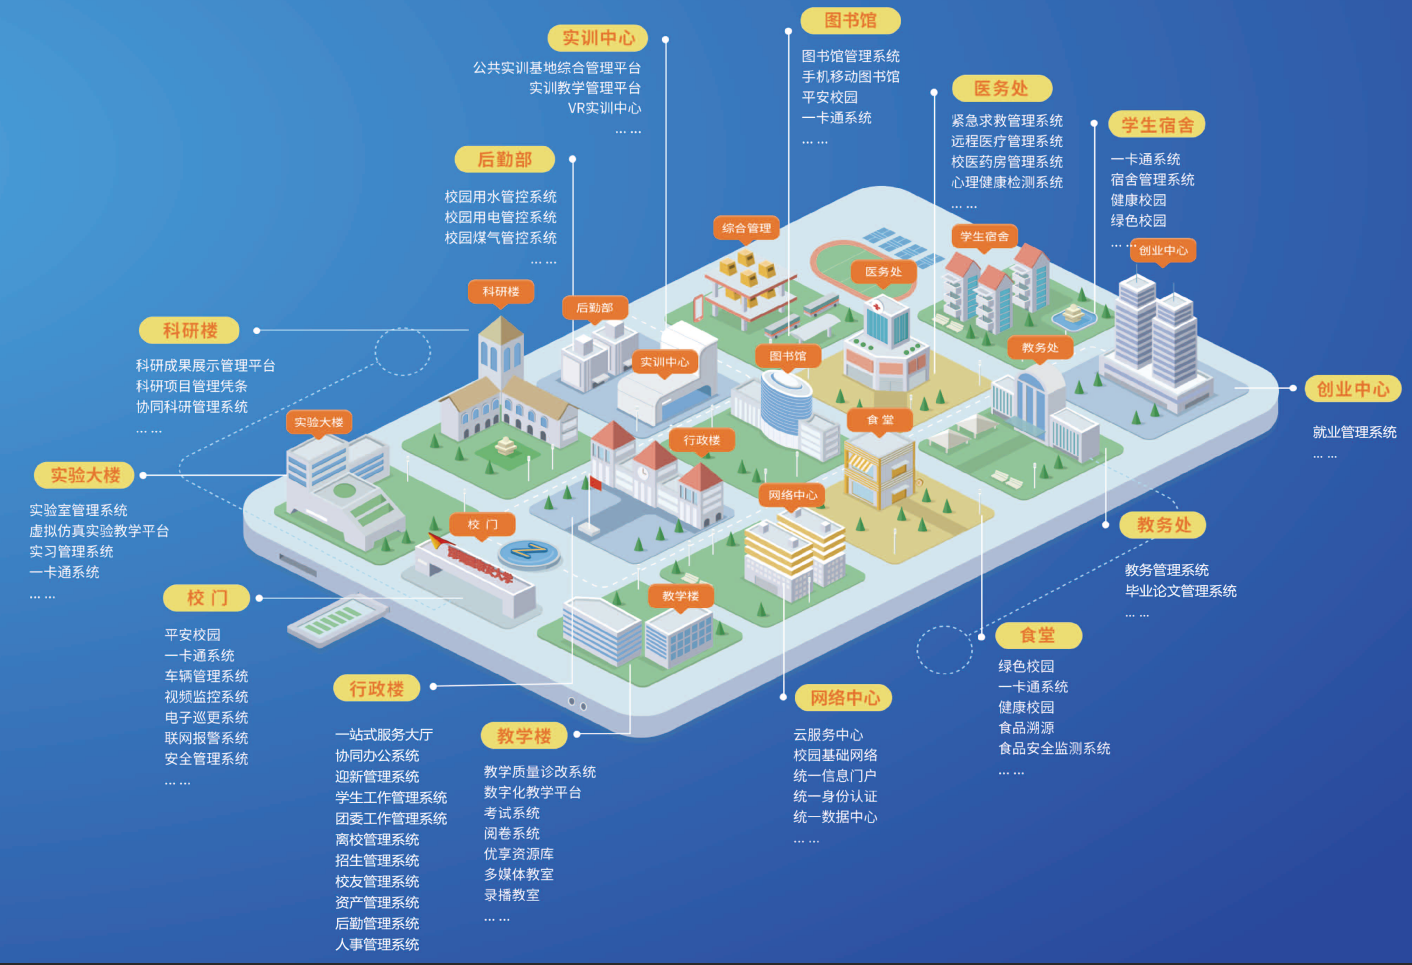 实训中心
公共实训基地综合管理平台
实训教学管理平台
VR实训中心
... ...
图书馆
图书馆管理系统
手机移动图书馆
平安校园
一卡通系统
... ...
医务处
紧急求救管理系统
远程医疗管理系统
校医药房管理系统
心理健康检测系统
... ...
学生宿舍
一卡通系统
宿舍管理系统
健康校园
绿色校园
... ...
后勤部
校园用水管控系统
校园用电管控系统
校园煤气管控系统
... ...
科研楼
科研成果展示管理平台
科研项目管理凭条
协同科研管理系统
... ...
综合管理
学生宿舍
创业中心
医务处
科研楼
后勤部
教务处
图书馆
实训中心
实验大楼
食堂
行政楼
网络中心
校门
教学楼
创业中心
就业管理系统
... ...
实验大楼
实验室管理系统
虚拟仿真实验教学平台
实习管理系统
一卡通系统
... ...
教务处
教务管理系统
毕业论文管理系统
... ...
校门
平安校园
一卡通系统
车辆管理系统
视频监控系统
电子巡更系统
联网报警系统
安全管理系统
... ...
食堂
绿色校园
一卡通系统
健康校园
食品溯源
食品安全监测系统
... ...
行政楼
一站式服务大厅
协同办公系统
迎新管理系统
学生工作管理系统
团委工作管理系统
离校管理系统
招生管理系统
校友管理系统
资产管理系统
后勤管理系统
人事管理系统
教学楼
教学质量诊改系统
数字化教学平台
考试系统
阅卷系统
优享资源库
多媒体教室
录播教室
... ...
网络中心
云服务中心
校园基础网络
统一信息门户
统一身份认证
统一数据中心
... ...